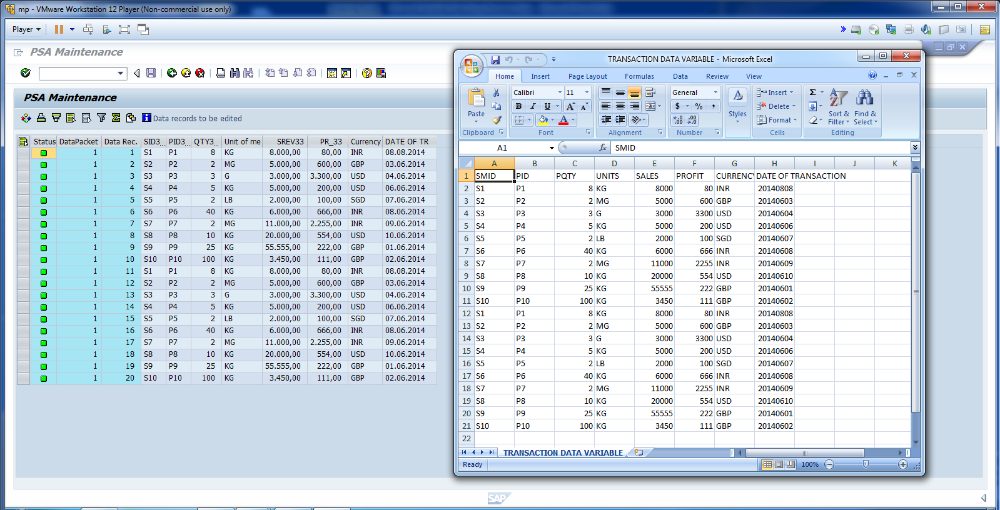 mp - VMware Workstation 12 Player (Non-commercial use only)
Player
PSA Maintenance
PSA Maintenance
Data records to be edited
Status DataPacket Data Rec. SID3... PID3... QTY3... Unit of me SREV33 PR_33 Currency DATE OF TR
1 1 S1 P1 8 KG 8.000,00 80,00 INR 08.08.2014
1 2 S2 P2 2 MG 5.000,00 600,00 GBP 03.06.2014
1 3 S3 P3 3 G 3.000,00 3.300,00 USD 04.06.2014
1 4 S4 P4 5 KG 5.000,00 200,00 USD 06.06.2014
1 5 S5 P5 2 LB 2.000,00 100,00 SGD 07.06.2014
1 6 S6 P6 40 KG 6.000,00 666,00 INR 08.06.2014
1 7 S7 P7 2 MG 11.000,00 2.255,00 INR 09.06.2014
1 8 S8 P8 10 KG 20.000,00 554,00 USD 10.06.2014
1 9 S9 P9 25 KG 55.555,00 222,00 GBP 01.06.2014
1 10 S10 P10 100 KG 3.450,00 111,00 GBP 02.06.2014
1 11 S1 P1 8 KG 8.000,00 80,00 INR 08.08.2014
1 12 S2 P2 2 MG 5.000,00 600,00 GBP 03.06.2014
1 13 S3 P3 3 G 3.000,00 3.300,00 USD 04.06.2014
1 14 S4 P4 5 KG 5.000,00 200,00 USD 06.06.2014
1 15 S5 P5 2 LB 2.000,00 100,00 SGD 07.06.2014
1 16 S6 P6 40 KG 6.000,00 666,00 INR 08.06.2014
1 17 S7 P7 2 MG 11.000,00 2.255,00 INR 09.06.2014
1 18 S8 P8 10 KG 20.000,00 554,00 USD 10.06.2014
1 19 S9 P9 25 KG 55.555,00 222,00 GBP 01.06.2014
1 20 S10 P10 100 KG 3.450,00 111,00 GBP 02.06.2014
TRANSACTION DATA VARIABLE - Microsoft Excel
Home Insert Page Layout Formulas Data Review View
Calibri 11 General Insert
B I U A A $ % , Delete
Paste Styles Format Sort & Filter Find & Select
Clipboard Font Alignment Number Cells Editing
A1 fx SMID
A B C D E F G H I J K
1 SMID PID PQTY UNITS SALES PROFIT CURRENCY DATE OF TRANSACTION
2 S1 P1 8 KG 8000 80 INR 20140808
3 S2 P2 2 MG 5000 600 GBP 20140603
4 S3 P3 3 G 3000 3300 USD 20140604
5 S4 P4 5 KG 5000 200 USD 20140606
6 S5 P5 2 LB 2000 100 SGD 20140607
7 S6 P6 40 KG 6000 666 INR 20140608
8 S7 P7 2 MG 11000 2255 INR 20140609
9 S8 P8 10 KG 20000 554 USD 20140610
10 S9 P9 25 KG 55555 222 GBP 20140601
11 S10 P10 100 KG 3450 111 GBP 20140602
12 S1 P1 8 KG 8000 80 INR 20140808
13 S2 P2 2 MG 5000 600 GBP 20140603
14 S3 P3 3 G 3000 3300 USD 20140604
15 S4 P4 5 KG 5000 200 USD 20140606
16 S5 P5 2 LB 2000 100 SGD 20140607
17 S6 P6 40 KG 6000 666 INR 20140608
18 S7 P7 2 MG 11000 2255 INR 20140609
19 S8 P8 10 KG 20000 554 USD 20140610
20 S9 P9 25 KG 55555 222 GBP 20140601
21 S10 P10 100 KG 3450 111 GBP 20140602
22
TRANSACTION DATA VARIABLE
Ready 100%
SAP